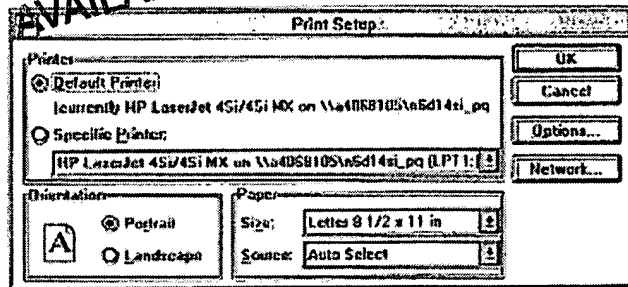 Print Setup
Printer
Default Printer
(currently HP LaserJet 4Si/4Si MX on \\a4068105\n6d14si_pq
Specific Printer:
HP LaserJet 4Si/4Si MX on \\a4068105\n6d14si_pq (LPT1:
OK
Cancel
Options...
Network...
Orientation
A
Portrait
Landscape
Paper
Size: Letter 8 1/2 x 11 in
Source: Auto Select